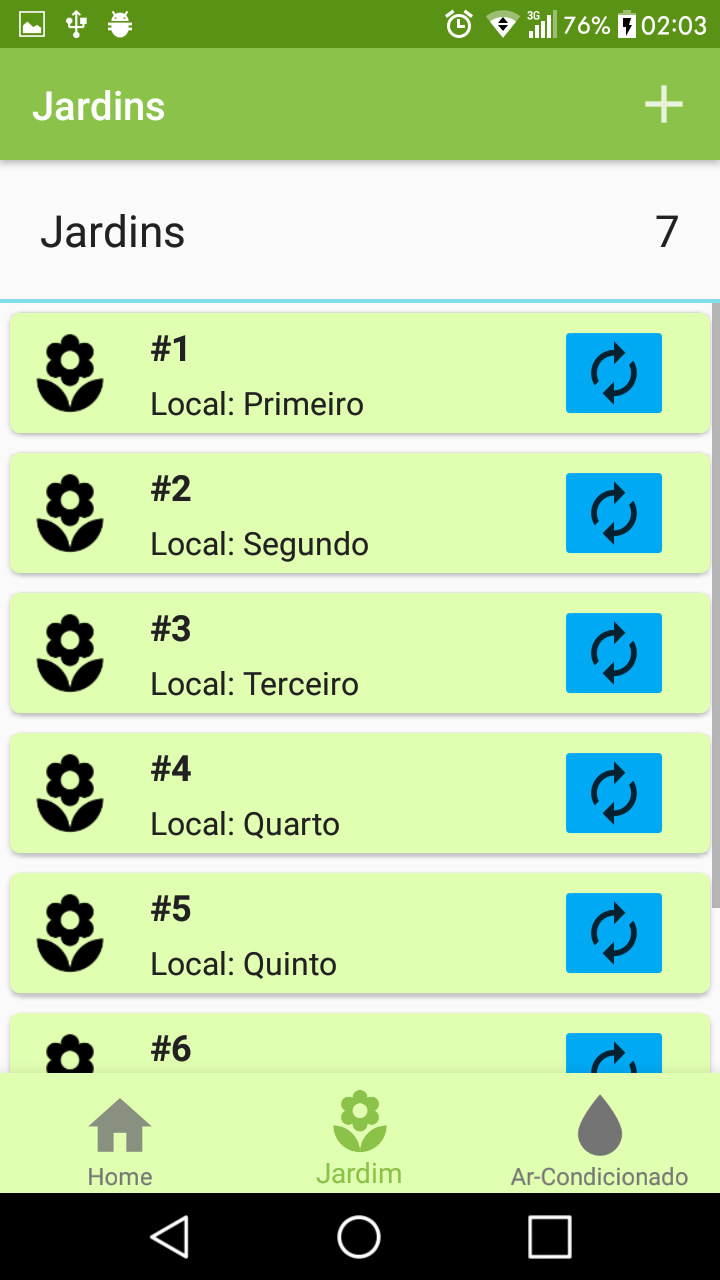 3G 76% 02:03
Jardins
Jardins 7
#1
Local: Primeiro
#2
Local: Segundo
#3
Local: Terceiro
#4
Local: Quarto
#5
Local: Quinto
#6
Home Jardim Ar-Condicionado